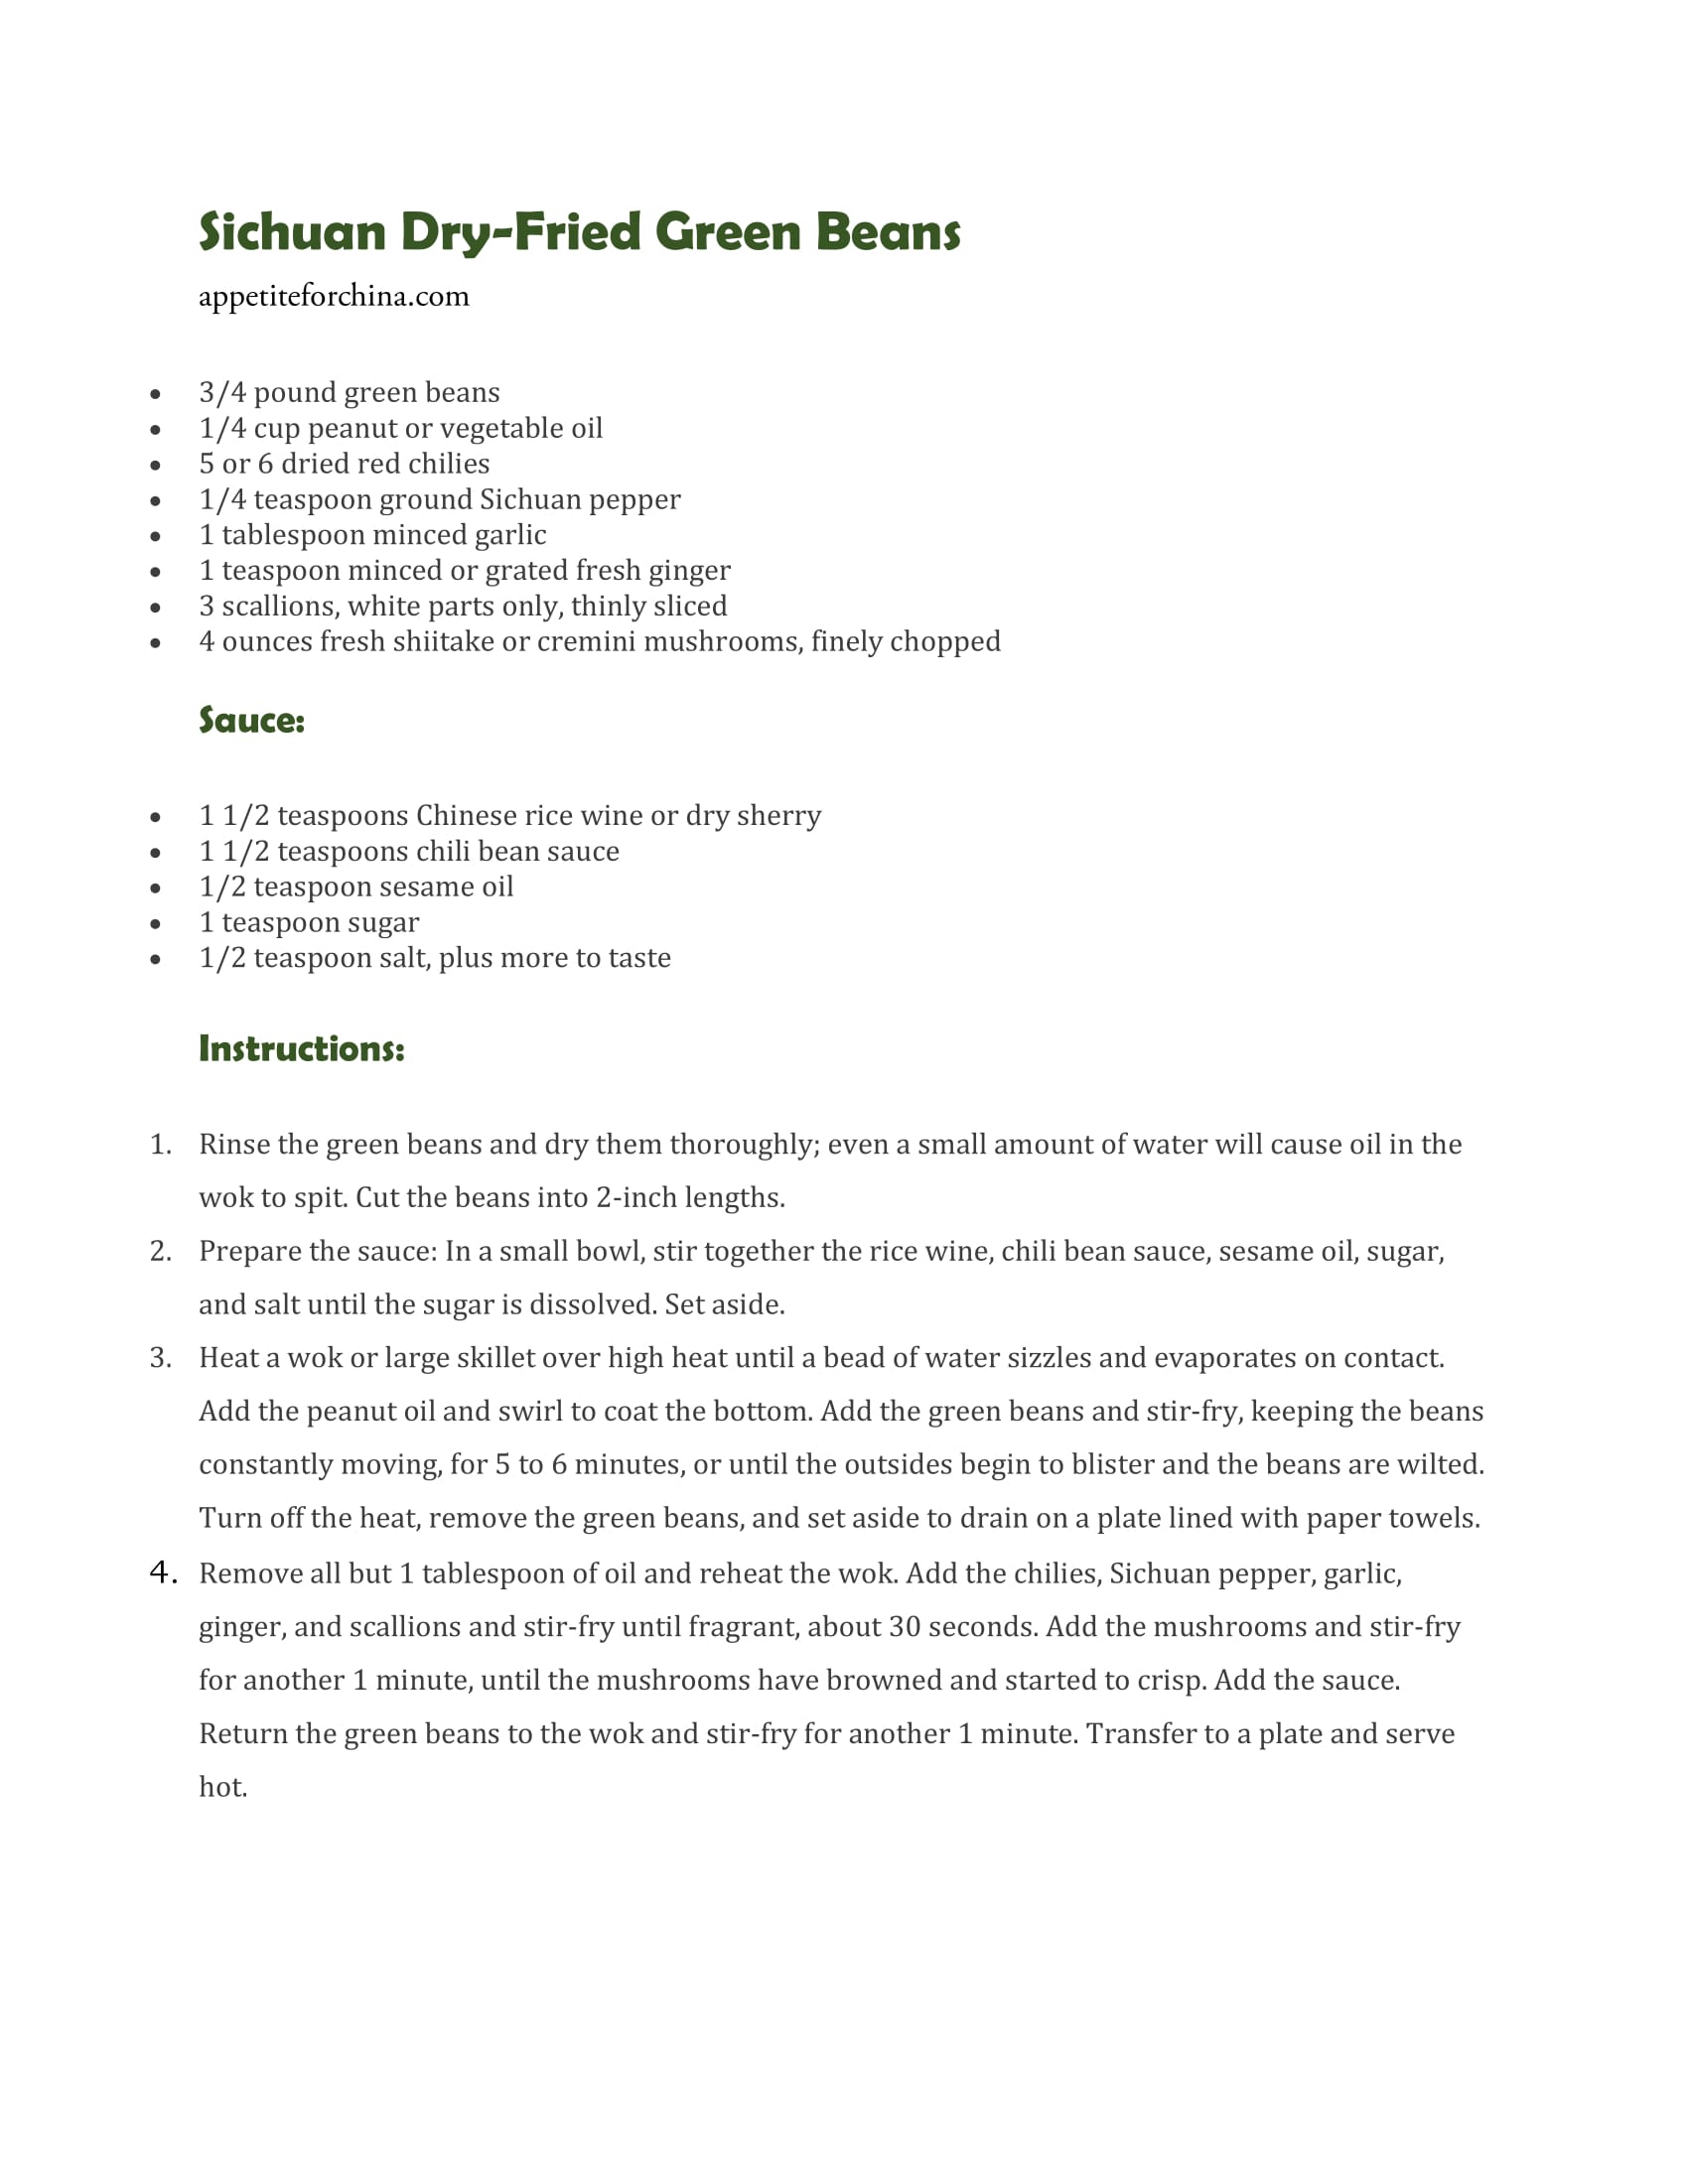 Sichuan Dry-Fried Green Beans
appetiteforchina.com
• 3/4 pound green beans
• 1/4 cup peanut or vegetable oil
• 5 or 6 dried red chilies
• 1/4 teaspoon ground Sichuan pepper
• 1 tablespoon minced garlic
• 1 teaspoon minced or grated fresh ginger
• 3 scallions, white parts only, thinly sliced
• 4 ounces fresh shiitake or cremini mushrooms, finely chopped
Sauce:
• 1 1/2 teaspoons Chinese rice wine or dry sherry
• 1 1/2 teaspoons chili bean sauce
• 1/2 teaspoon sesame oil
• 1 teaspoon sugar
• 1/2 teaspoon salt, plus more to taste
Instructions:
1. Rinse the green beans and dry them thoroughly; even a small amount of water will cause oil in the
wok to spit. Cut the beans into 2-inch lengths.
2. Prepare the sauce: In a small bowl, stir together the rice wine, chili bean sauce, sesame oil, sugar,
and salt until the sugar is dissolved. Set aside.
3. Heat a wok or large skillet over high heat until a bead of water sizzles and evaporates on contact.
Add the peanut oil and swirl to coat the bottom. Add the green beans and stir-fry, keeping the beans
constantly moving, for 5 to 6 minutes, or until the outsides begin to blister and the beans are wilted.
Turn off the heat, remove the green beans, and set aside to drain on a plate lined with paper towels.
4. Remove all but 1 tablespoon of oil and reheat the wok. Add the chilies, Sichuan pepper, garlic,
ginger, and scallions and stir-fry until fragrant, about 30 seconds. Add the mushrooms and stir-fry
for another 1 minute, until the mushrooms have browned and started to crisp. Add the sauce.
Return the green beans to the wok and stir-fry for another 1 minute. Transfer to a plate and serve
hot.